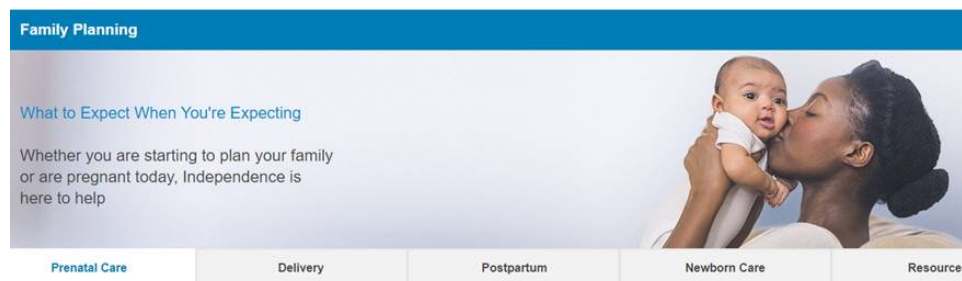 Family Planning
What to Expect When You're Expecting
Whether you are starting to plan your family
or are pregnant today, Independence is
here to help
Prenatal Care
Delivery
Postpartum
Newborn Care
Resource